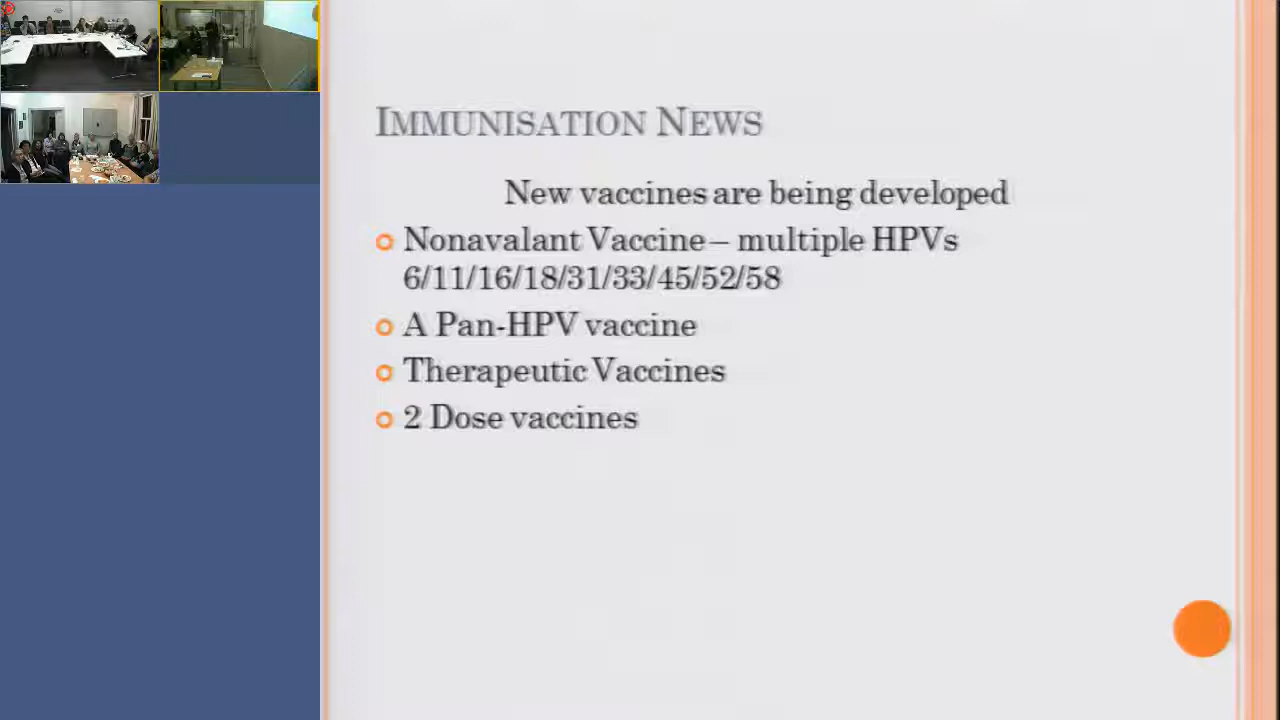 IMMUNISATION NEWS
New vaccines are being developed
Nonavalant Vaccine – multiple HPVs
6/11/16/18/31/33/45/52/58
A Pan-HPV vaccine
Therapeutic Vaccines
2 Dose vaccines